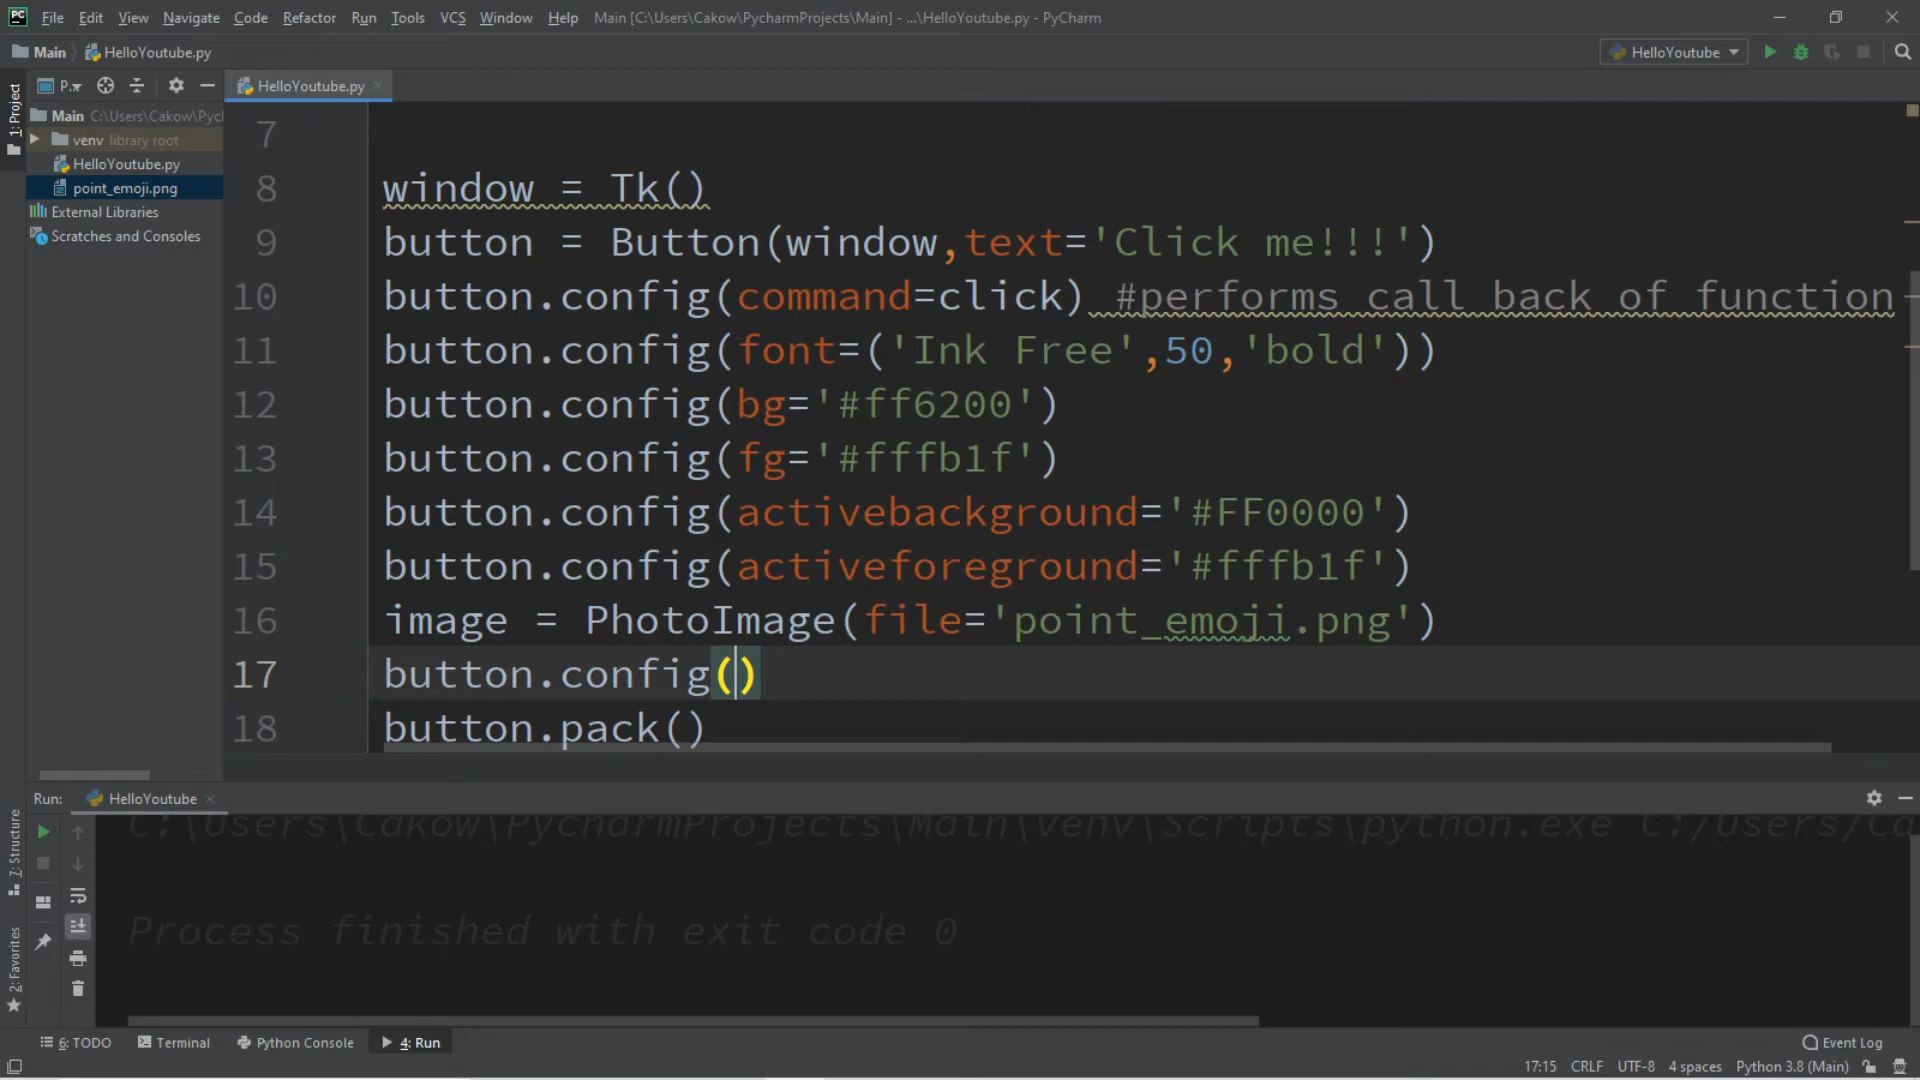 PC File Edit View Navigate Code Refactor Run Tools VCS Window Help Main [C:\Users\Cakow\PycharmProjects\Main] - ...\HelloYoutube.py - PyCharm
Main HelloYoutube.py HelloYoutube
1: Project P... HelloYoutube.py
Main C:\Users\Cakow\Pycl
venv library root
HelloYoutube.py
point_emoji.png
External Libraries
Scratches and Consoles
7
8 window = Tk()
9 button = Button(window,text='Click me!!!')
10 button.config(command=click) #performs call back of function
11 button.config(font=('Ink Free',50,'bold'))
12 button.config(bg='#ff6200')
13 button.config(fg='#fffb1f')
14 button.config(activebackground='#FF0000')
15 button.config(activeforeground='#fffb1f')
16 image = PhotoImage(file='point_emoji.png')
17 button.config()
18 button.pack()
Run: HelloYoutube
7: Structure
2: Favorites
C:\Users\Cakow\PycharmProjects\Main\venv\Scripts\python.exe C:/Users/Ca
Process finished with exit code 0
6: TODO Terminal Python Console 4: Run Event Log
17:15 CRLF UTF-8 4 spaces Python 3.8 (Main)